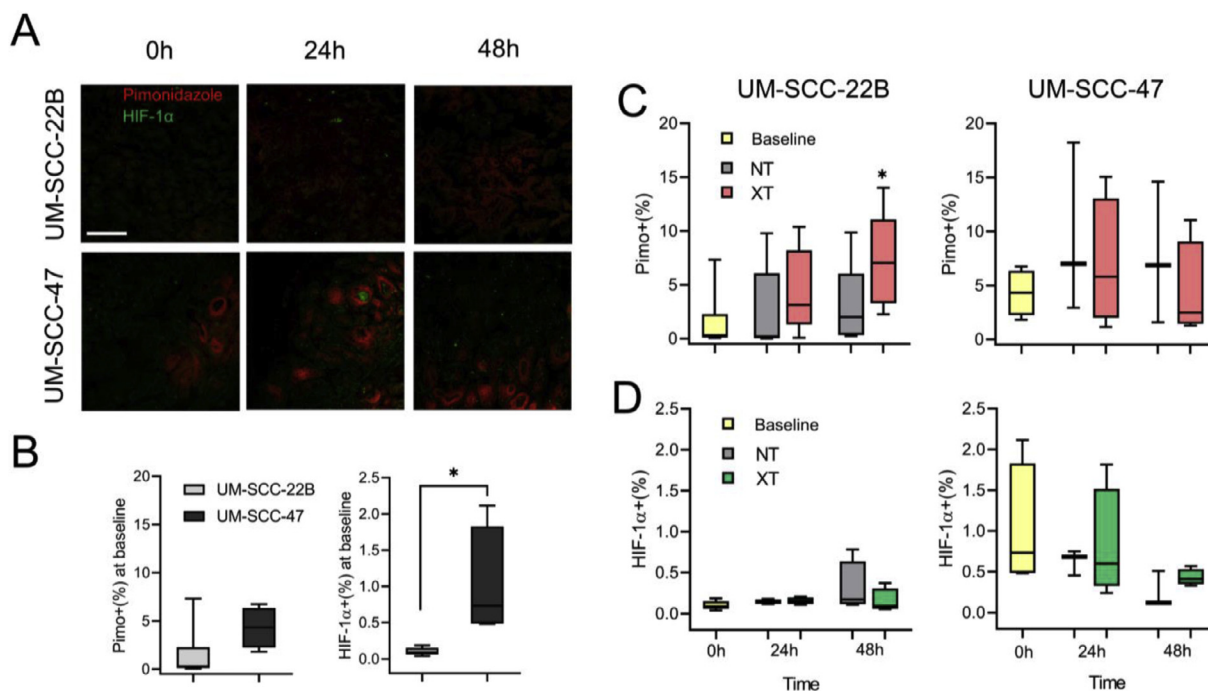 A
0h 24h 48h
UM-SCC-22B
Pimonidazole
HIF-1α
UM-SCC-47
B
Pimo+(%) at baseline
20
15
10
5
0
UM-SCC-22B
UM-SCC-47
HIF-1α+(%) at baseline
2.5
2.0
1.5
1.0
0.5
0.0
*
C
UM-SCC-22B
Pimo+(%)
20
15
10
5
0
Baseline
NT
XT
*
UM-SCC-47
Pimo+(%)
20
15
10
5
0
D
HIF-1α+(%)
2.5
2.0
1.5
1.0
0.5
0.0
Baseline
NT
XT
0h 24h 48h
Time
HIF-1α+(%)
2.5
2.0
1.5
1.0
0.5
0.0
0h 24h 48h
Time